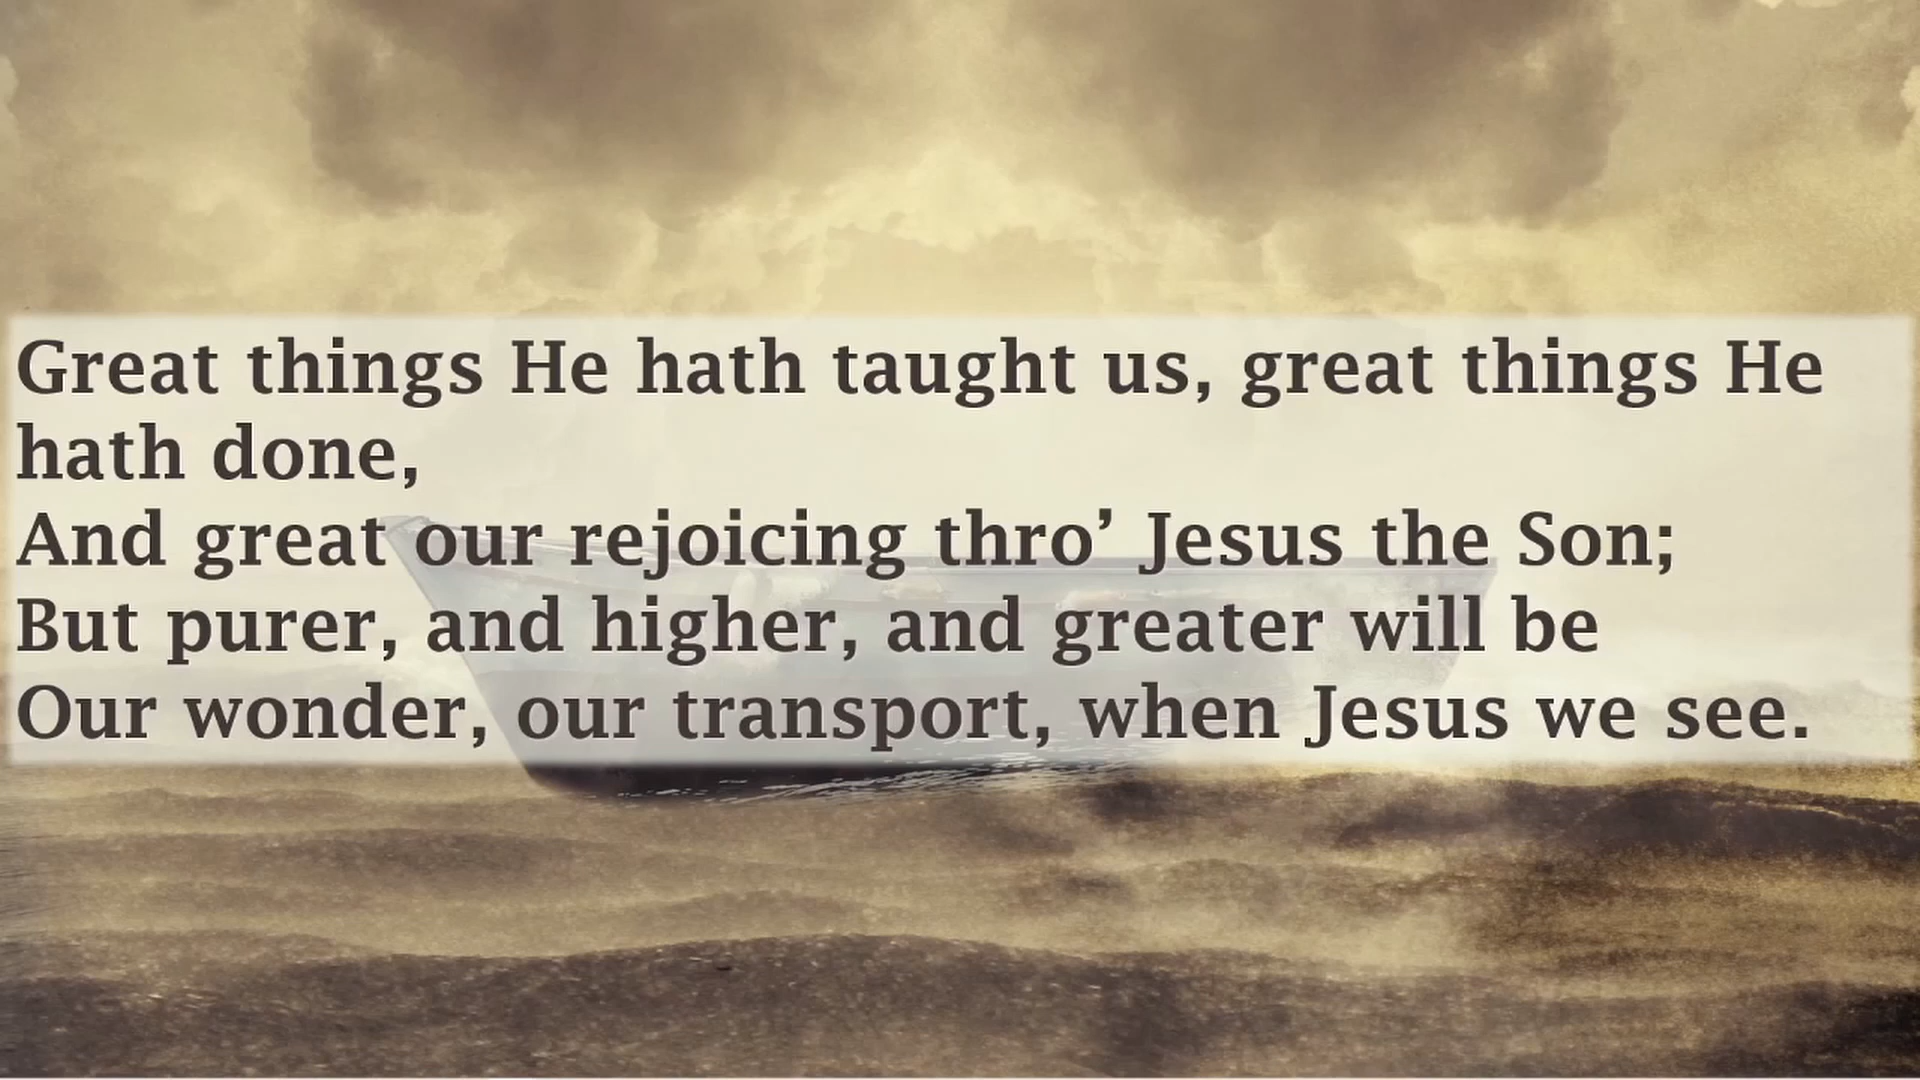 Great things He hath taught us, great things He
hath done,
And great our rejoicing thro’ Jesus the Son;
But purer, and higher, and greater will be
Our wonder, our transport, when Jesus we see.